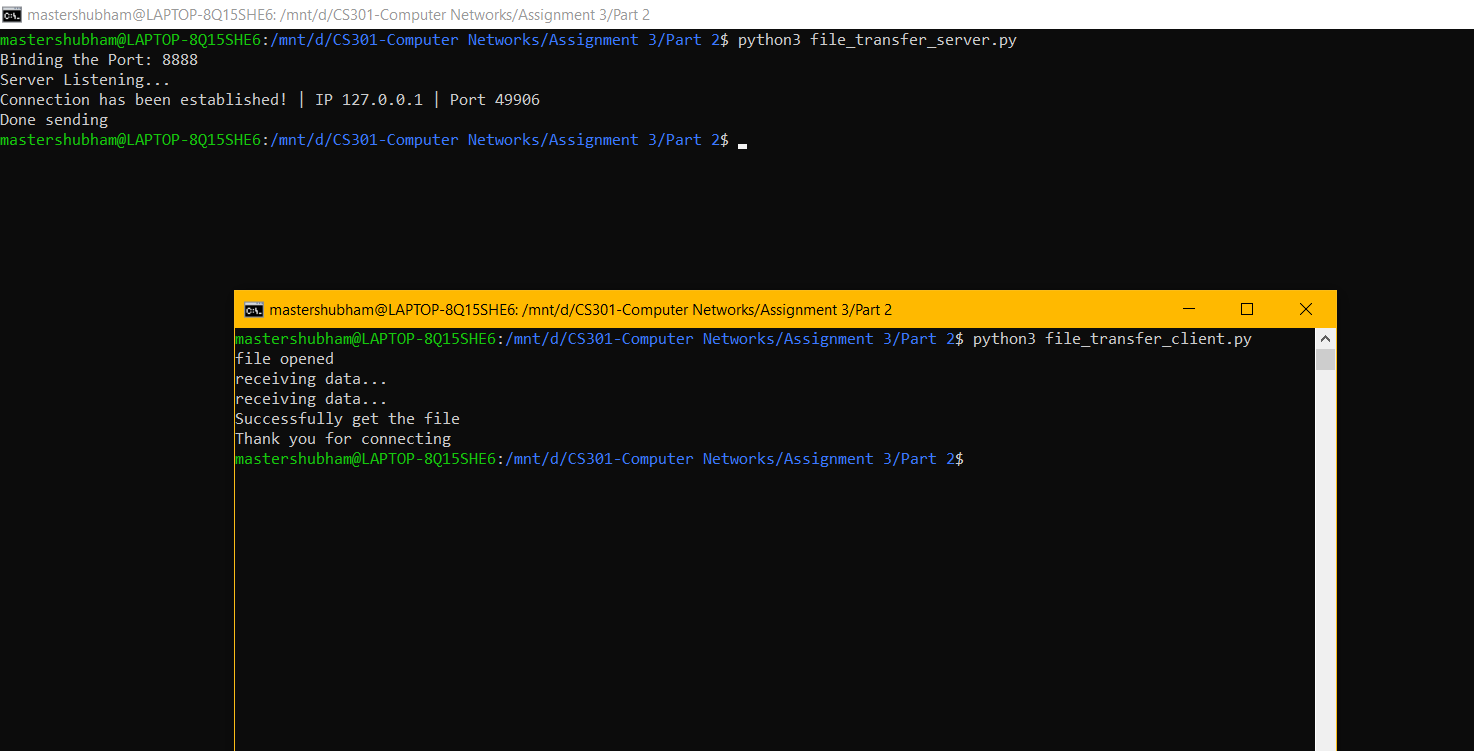 mastershubham@LAPTOP-8Q15SHE6: /mnt/d/CS301-Computer Networks/Assignment 3/Part 2
mastershubham@LAPTOP-8Q15SHE6:/mnt/d/CS301-Computer Networks/Assignment 3/Part 2$ python3 file_transfer_server.py
Binding the Port: 8888
Server Listening...
Connection has been established! | IP 127.0.0.1 | Port 49906
Done sending
mastershubham@LAPTOP-8Q15SHE6:/mnt/d/CS301-Computer Networks/Assignment 3/Part 2$
mastershubham@LAPTOP-8Q15SHE6: /mnt/d/CS301-Computer Networks/Assignment 3/Part 2
mastershubham@LAPTOP-8Q15SHE6:/mnt/d/CS301-Computer Networks/Assignment 3/Part 2$ python3 file_transfer_client.py
file opened
receiving data...
receiving data...
Successfully get the file
Thank you for connecting
mastershubham@LAPTOP-8Q15SHE6:/mnt/d/CS301-Computer Networks/Assignment 3/Part 2$